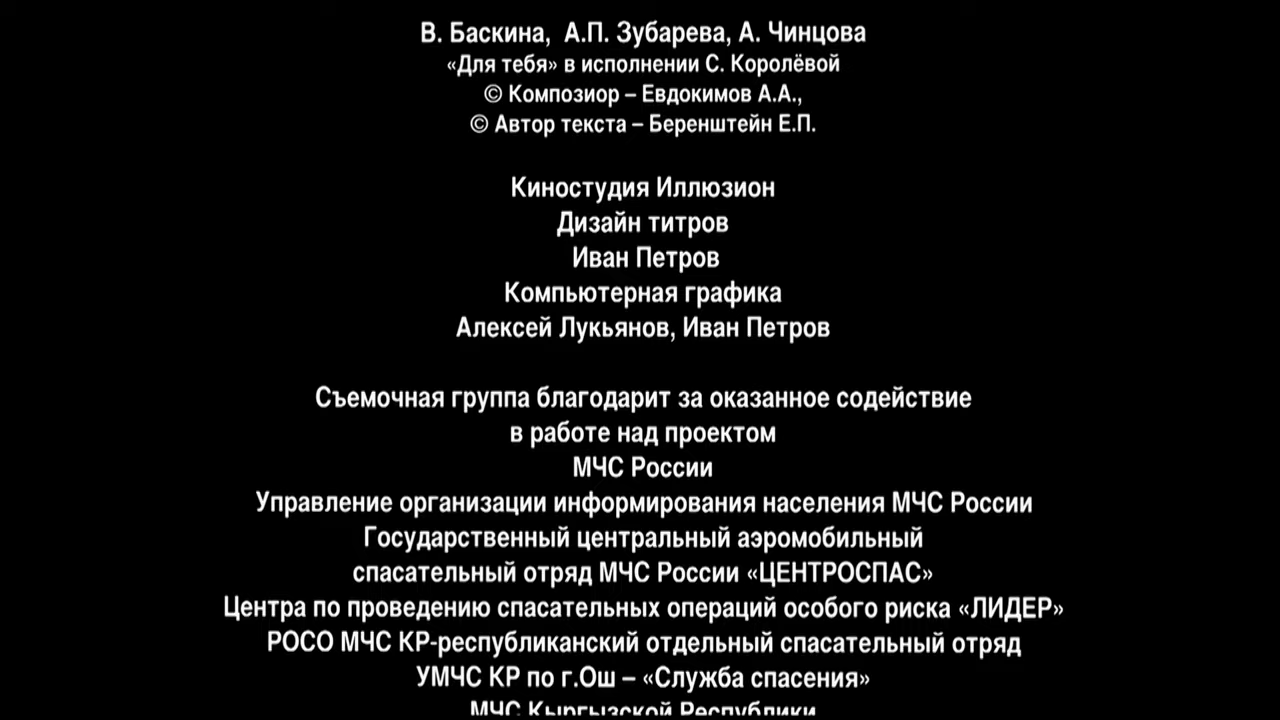 В. Баскина, А.П. Зубарева, А. Чинцова
«Для тебя» в исполнении С. Королёвой
© Композиор – Евдокимов А.А.,
© Автор текста – Беренштейн Е.П.
Киностудия Иллюзион
Дизайн титров
Иван Петров
Компьютерная графика
Алексей Лукьянов, Иван Петров
Съемочная группа благодарит за оказанное содействие
в работе над проектом
МЧС России
Управление организации информирования населения МЧС России
Государственный центральный аэромобильный
спасательный отряд МЧС России «ЦЕНТРОСПАС»
Центра по проведению спасательных операций особого риска «ЛИДЕР»
РОСО МЧС КР-республиканский отдельный спасательный отряд
УМЧС КР по г.Ош – «Служба спасения»
МЧС Кыргызской Республики